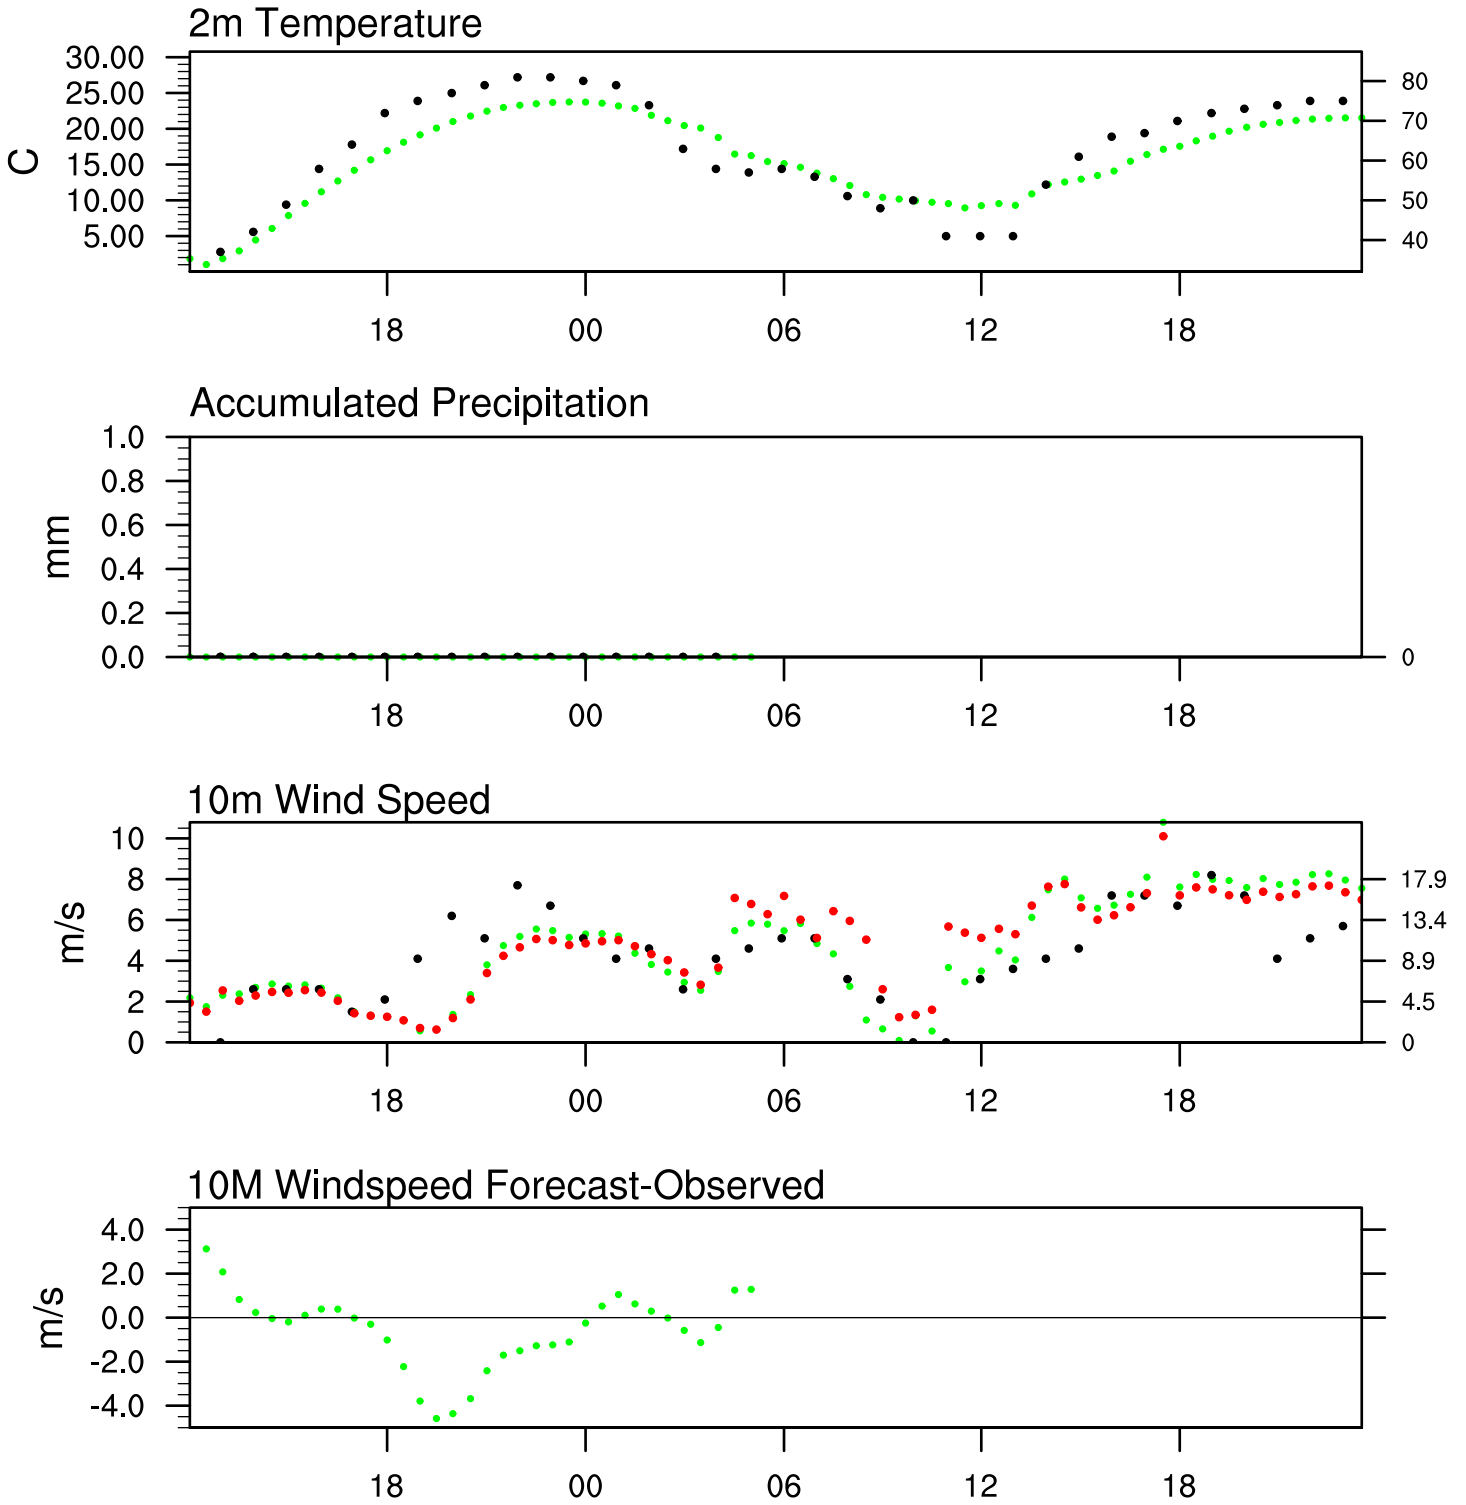 2m Temperature
30.00
25.00
20.00
15.00
10.00
5.00
C
80
70
60
50
40
18 00 06 12 18
Accumulated Precipitation
1.0
0.8
0.6
0.4
0.2
0.0
mm
0
18 00 06 12 18
10m Wind Speed
10
8
6
4
2
0
m/s
17.9
13.4
8.9
4.5
0
18 00 06 12 18
10M Windspeed Forecast-Observed
4.0
2.0
0.0
-2.0
-4.0
m/s
18 00 06 12 18